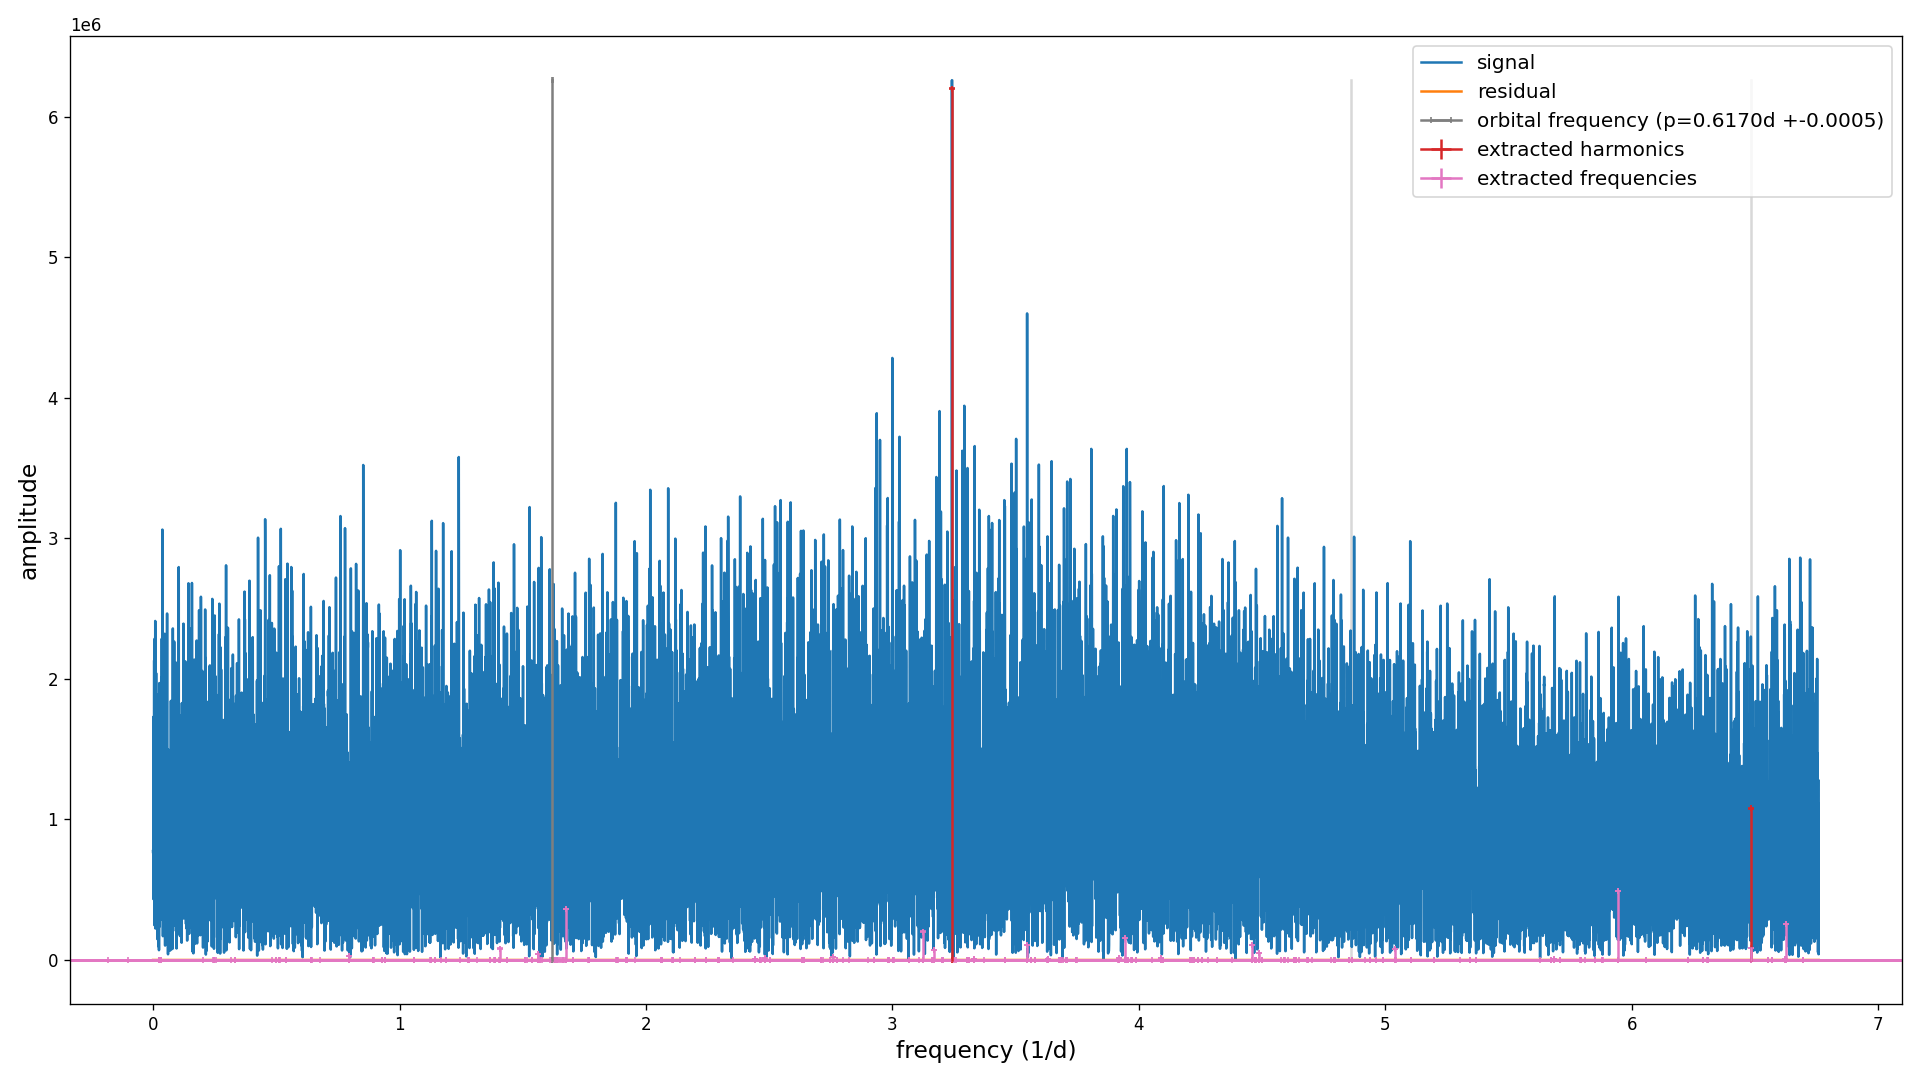 1e6
signal
residual
orbital frequency (p=0.6170d +-0.0005)
extracted harmonics
extracted frequencies
6
5
4
3
2
1
0
amplitude
0 1 2 3 4 5 6 7
frequency (1/d)